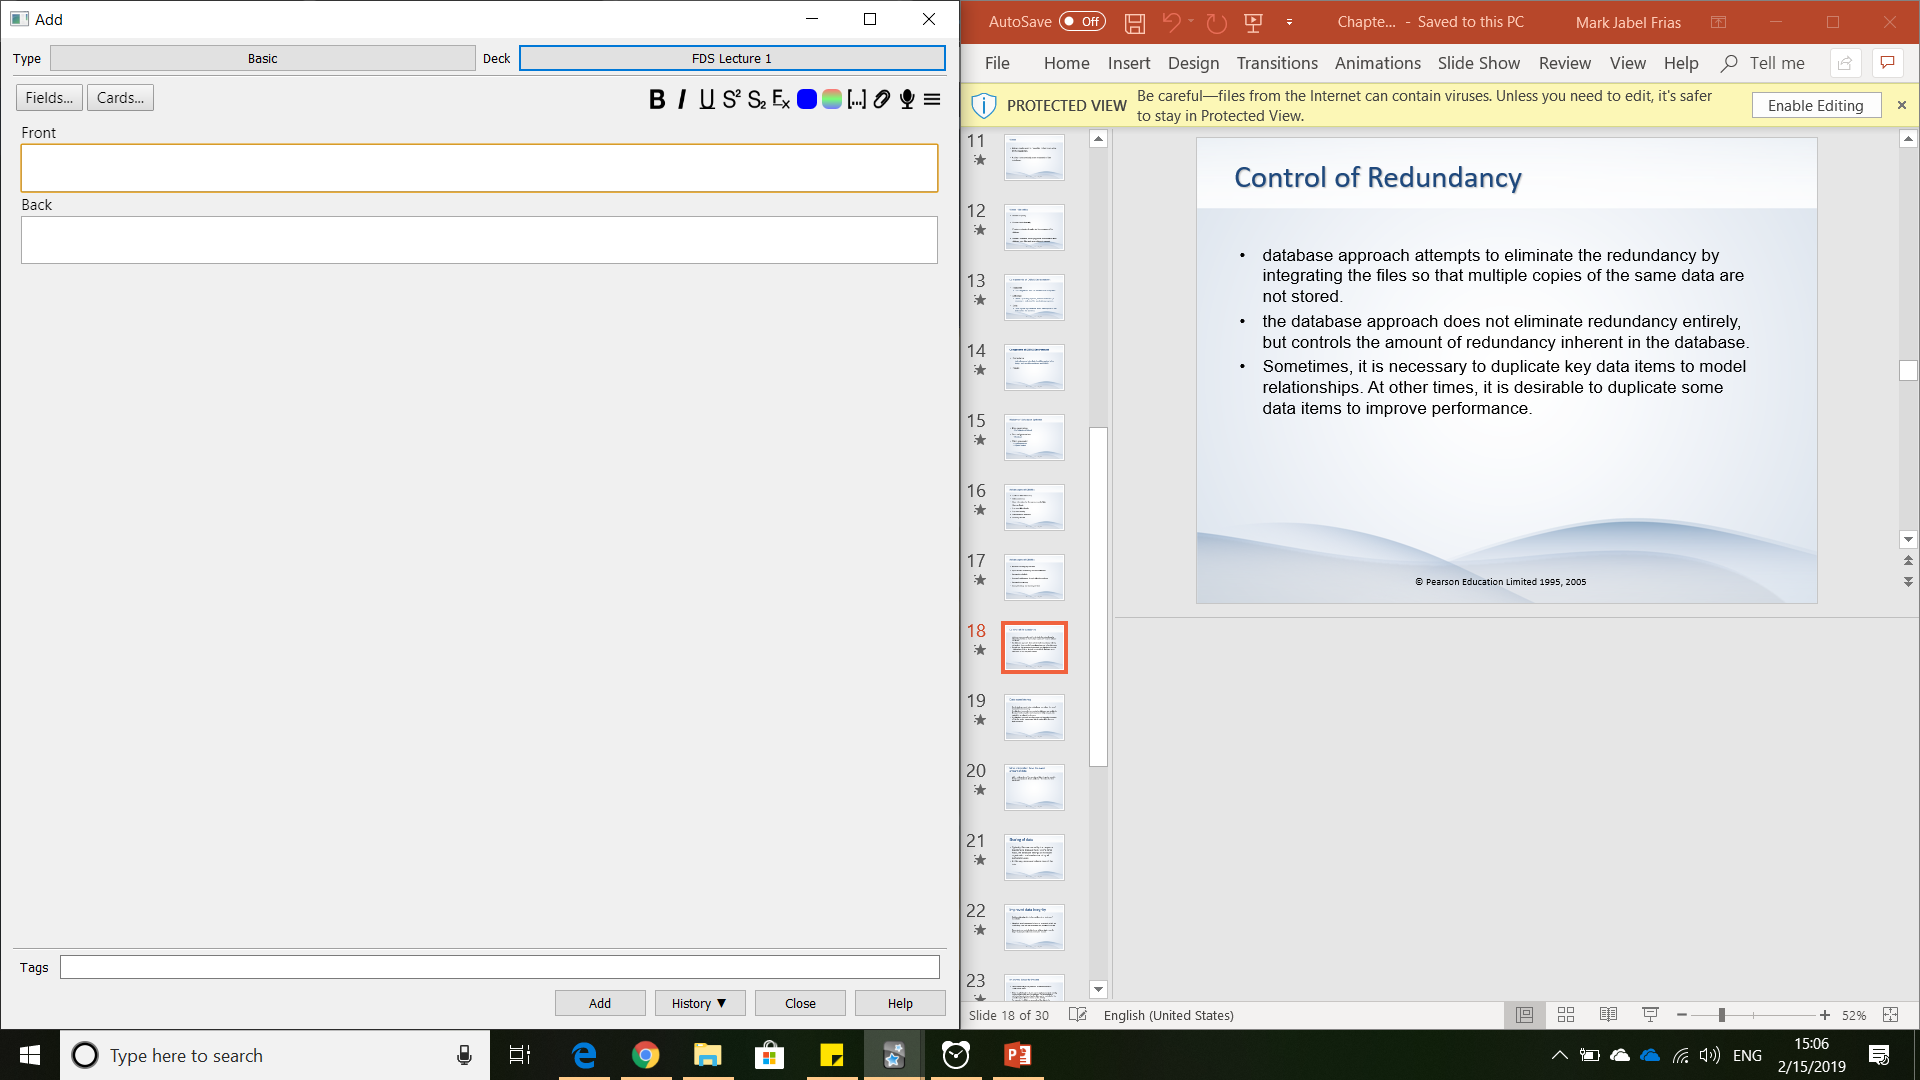 Add
Type
Basic
Deck
FDS Lecture 1
Fields...
Cards...
Front
Back
Tags
Add
History ▼
Close
Help
AutoSave
Off
Chapte... - Saved to this PC
Mark Jabel Frias
File
Home
Insert
Design
Transitions
Animations
Slide Show
Review
View
Help
Tell me
PROTECTED VIEW
Be careful—files from the Internet can contain viruses. Unless you need to edit, it's safer
to stay in Protected View.
Enable Editing
11
12
13
14
15
16
17
18
19
20
21
22
23
Control of Redundancy
• database approach attempts to eliminate the redundancy by
integrating the files so that multiple copies of the same data are
not stored.
• the database approach does not eliminate redundancy entirely,
but controls the amount of redundancy inherent in the database.
• Sometimes, it is necessary to duplicate key data items to model
relationships. At other times, it is desirable to duplicate some
data items to improve performance.
© Pearson Education Limited 1995, 2005
Slide 18 of 30
English (United States)
52%
Type here to search
ENG
15:06
2/15/2019